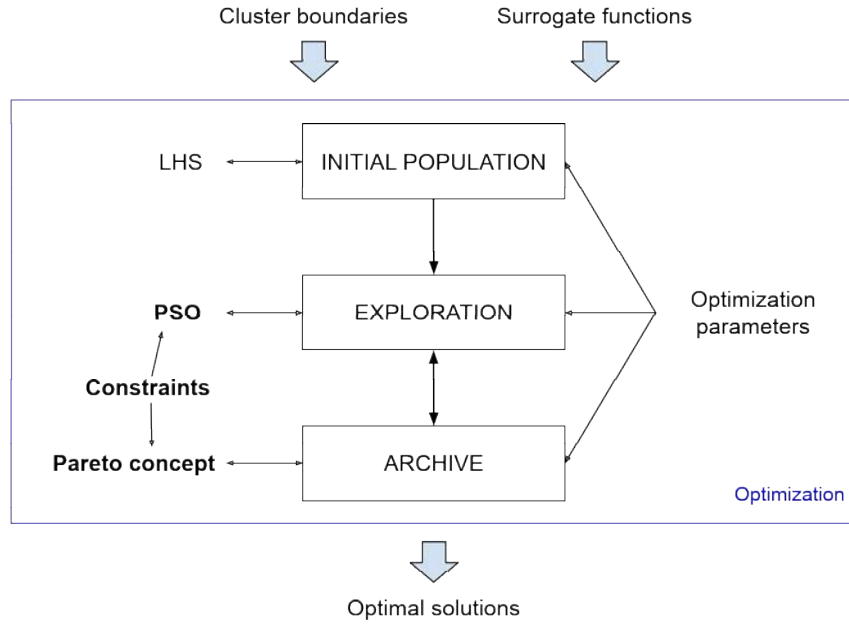 Cluster boundaries
Surrogate functions
LHS
INITIAL POPULATION
PSO
EXPLORATION
Optimization
parameters
Constraints
Pareto concept
ARCHIVE
Optimization
Optimal solutions